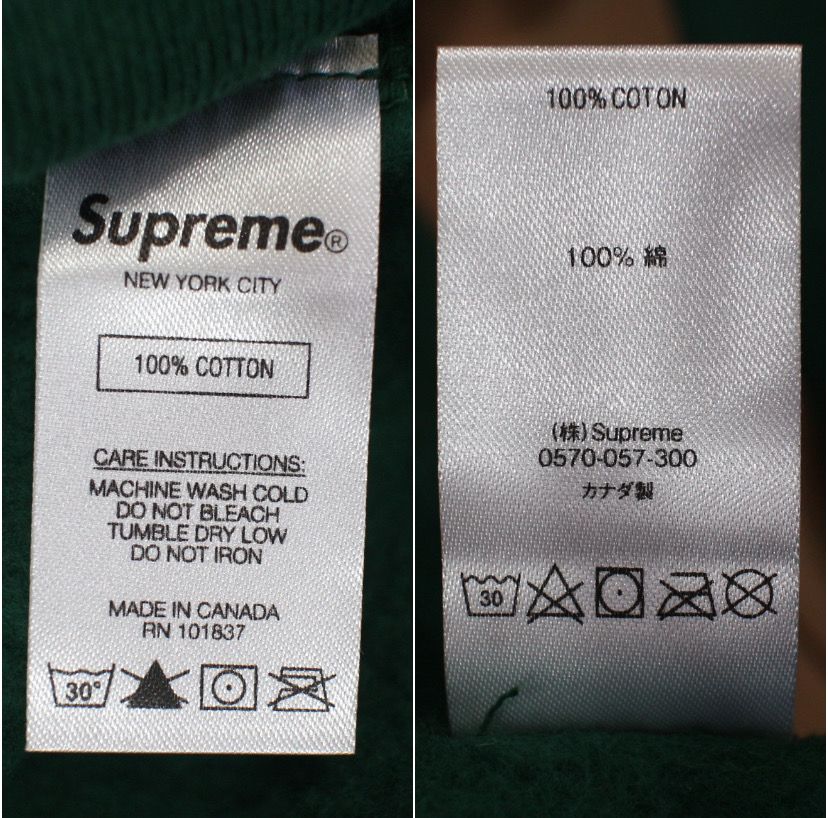 Supreme®
NEW YORK CITY
100% COTTON
CARE INSTRUCTIONS:
MACHINE WASH COLD
DO NOT BLEACH
TUMBLE DRY LOW
DO NOT IRON
MADE IN CANADA
RN 101837
30°
100% COTON
100% 綿
(株)Supreme
0570-057-300
カナダ製
30